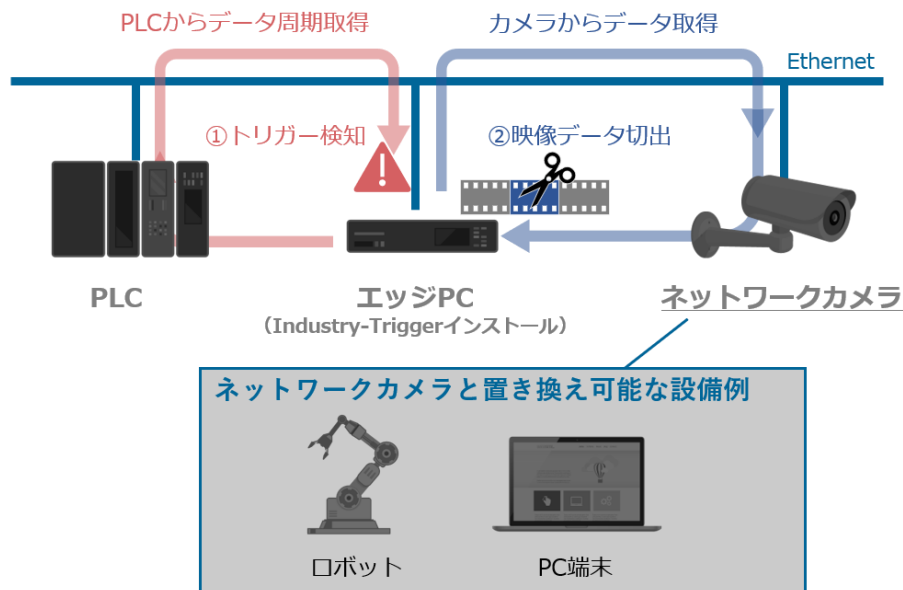 PLCからデータ周期取得
カメラからデータ取得
Ethernet
①トリガー検知
②映像データ切出
PLC
エッジPC
（Industry-Triggerインストール）
ネットワークカメラ
ネットワークカメラと置き換え可能な設備例
ロボット
PC端末